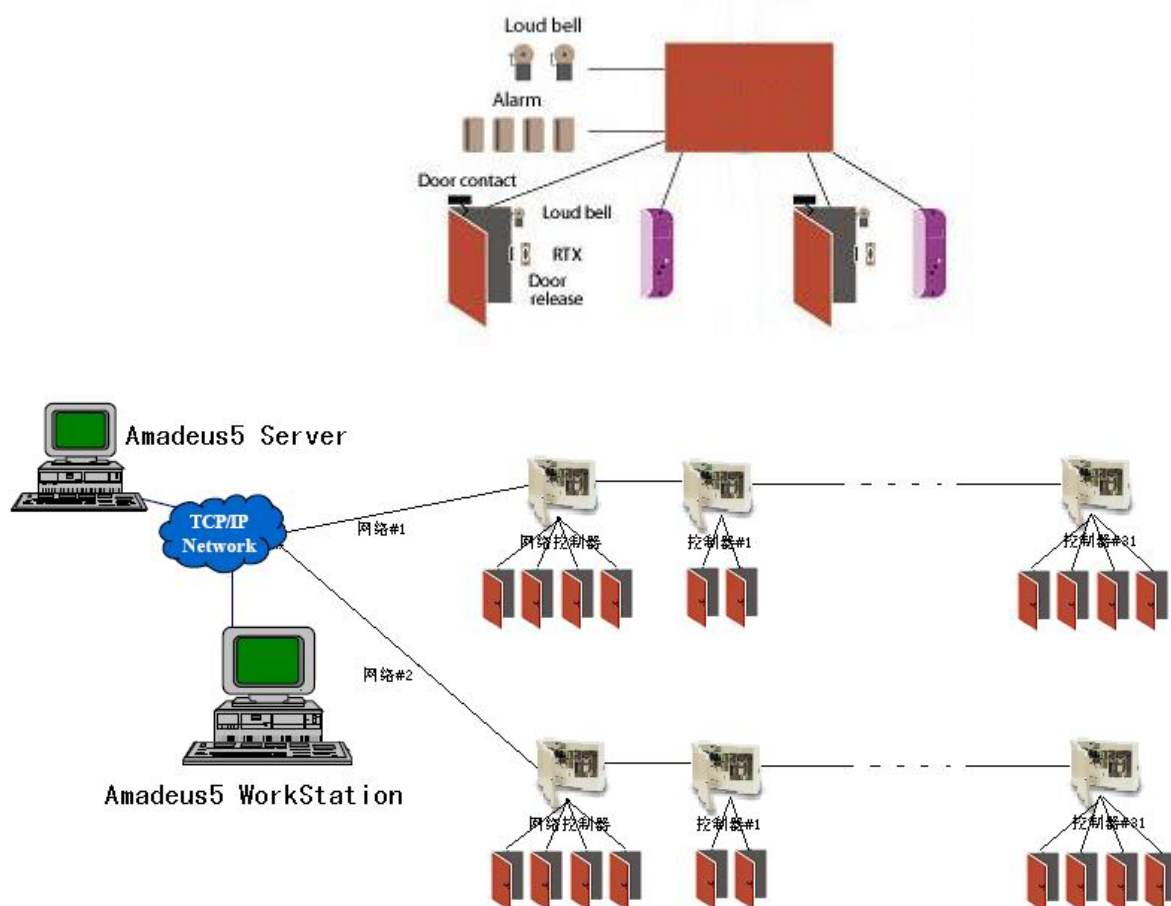 Loud bell
Alarm
Door contact
Loud bell
RTX
Door
release
Amadeus5 Server
TCP/IP
Network
网络#1
网络控制器
控制器#1
控制器#31
网络#2
Amadeus5 WorkStation
网络控制器
控制器#1
控制器#31